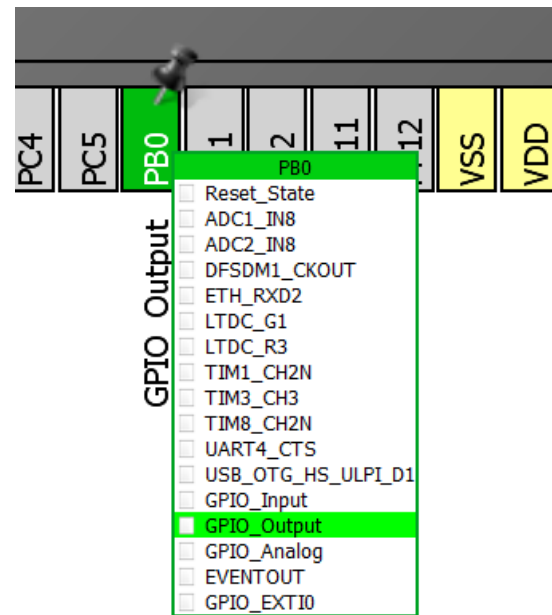 PC4
PC5
PB0
1
2
11
12
VSS
VDD
GPIO_Output
PB0
Reset_State
ADC1_IN8
ADC2_IN8
DFSDM1_CKOUT
ETH_RXD2
LTDC_G1
LTDC_R3
TIM1_CH2N
TIM3_CH3
TIM8_CH2N
UART4_CTS
USB_OTG_HS_ULPI_D1
GPIO_Input
GPIO_Output
GPIO_Analog
EVENTOUT
GPIO_EXTI0